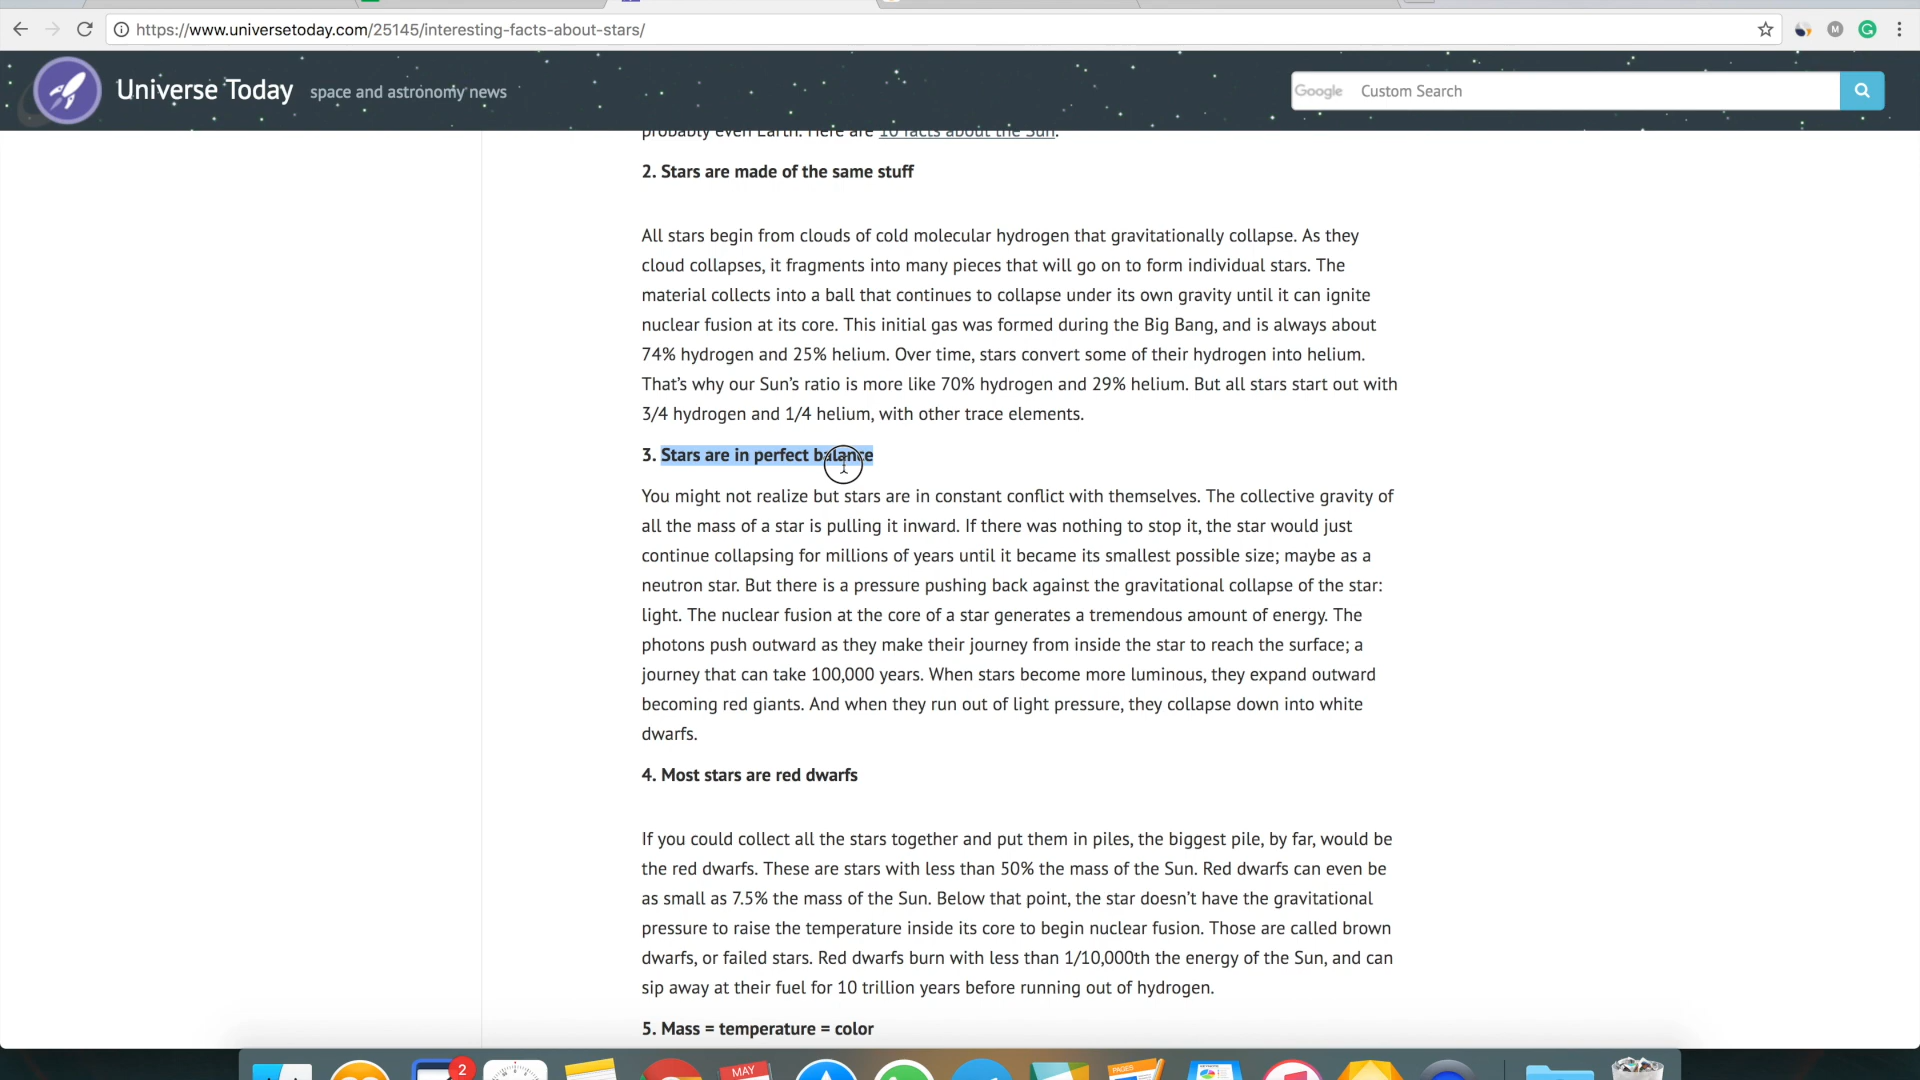 https://www.universetoday.com/25145/interesting-facts-about-stars/
M
G
Universe Today space and astronomy news
Google Custom Search
probably even Earth. Here are 10 facts about the Sun.
2. Stars are made of the same stuff
All stars begin from clouds of cold molecular hydrogen that gravitationally collapse. As they
cloud collapses, it fragments into many pieces that will go on to form individual stars. The
material collects into a ball that continues to collapse under its own gravity until it can ignite
nuclear fusion at its core. This initial gas was formed during the Big Bang, and is always about
74% hydrogen and 25% helium. Over time, stars convert some of their hydrogen into helium.
That’s why our Sun’s ratio is more like 70% hydrogen and 29% helium. But all stars start out with
3/4 hydrogen and 1/4 helium, with other trace elements.
3. Stars are in perfect balance
You might not realize but stars are in constant conflict with themselves. The collective gravity of
all the mass of a star is pulling it inward. If there was nothing to stop it, the star would just
continue collapsing for millions of years until it became its smallest possible size; maybe as a
neutron star. But there is a pressure pushing back against the gravitational collapse of the star:
light. The nuclear fusion at the core of a star generates a tremendous amount of energy. The
photons push outward as they make their journey from inside the star to reach the surface; a
journey that can take 100,000 years. When stars become more luminous, they expand outward
becoming red giants. And when they run out of light pressure, they collapse down into white
dwarfs.
4. Most stars are red dwarfs
If you could collect all the stars together and put them in piles, the biggest pile, by far, would be
the red dwarfs. These are stars with less than 50% the mass of the Sun. Red dwarfs can even be
as small as 7.5% the mass of the Sun. Below that point, the star doesn’t have the gravitational
pressure to raise the temperature inside its core to begin nuclear fusion. Those are called brown
dwarfs, or failed stars. Red dwarfs burn with less than 1/10,000th the energy of the Sun, and can
sip away at their fuel for 10 trillion years before running out of hydrogen.
5. Mass = temperature = color
2
MAY
PAGES